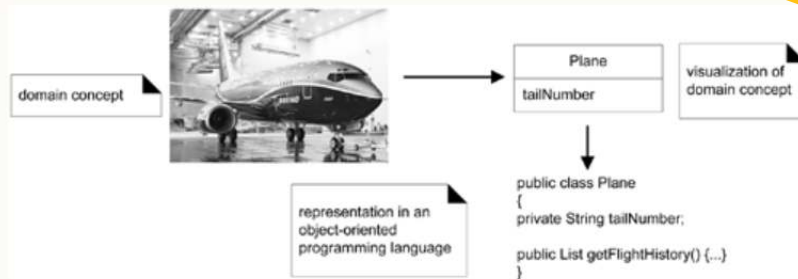 domain concept
BOEING
Plane
tailNumber
visualization of
domain concept
representation in an
object-oriented
programming language
public class Plane
{
private String tailNumber;
public List getFlightHistory() {...}
}